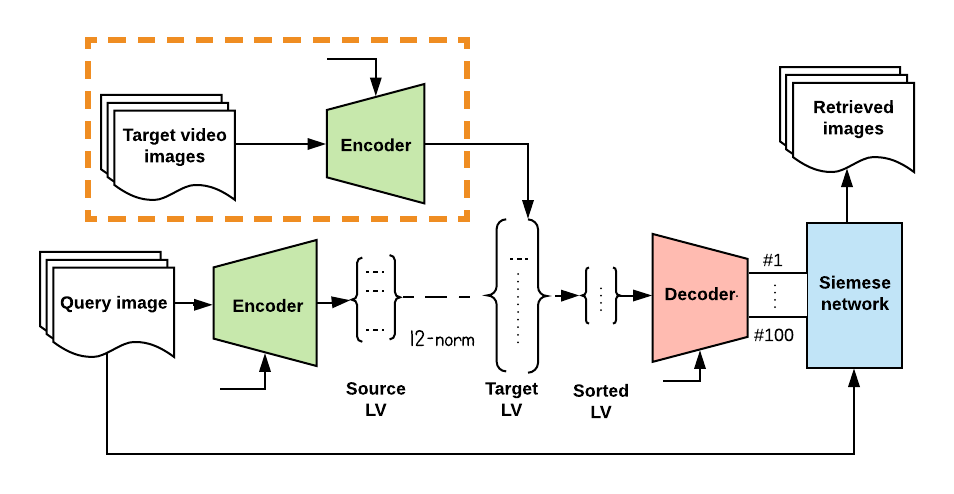 Target video
images
Encoder
Retrieved
images
Query image
Encoder
l2-norm
Source
LV
Target
LV
Sorted
LV
Decoder
#1
#100
Siemese
network